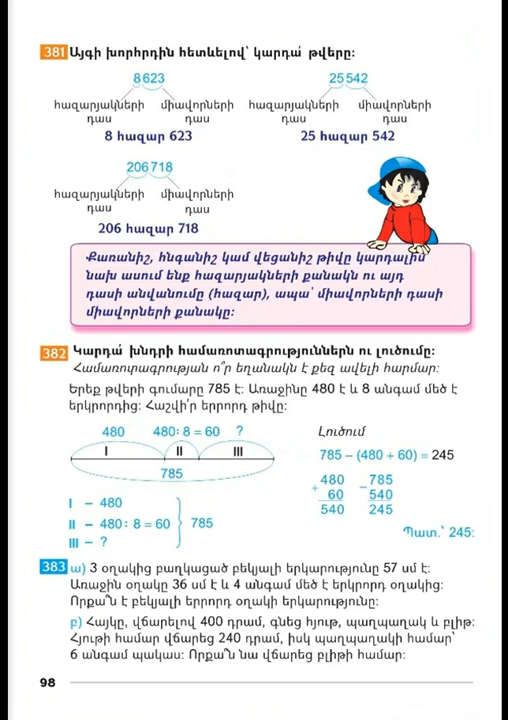 381 Այգի խորհրդին հետևելով՝ կարդա՛ թվերը:
8 623 25 542
հազարյակների միավորների հազարյակների միավորների
դաս դաս դաս դաս
8 հազար 623 25 հազար 542
206 718
հազարյակների միավորների
դաս դաս
206 հազար 718
Քառանիշ, հնգանիշ կամ վեցանիշ թիվը կարդալիս
նախ ասում ենք հազարյակների քանակն ու այդ
դասի անվանումը (հազար), ապա՝ միավորների դասի
միավորների քանակը:
382 Կարդա՛ խնդրի համառոտագրություններն ու լուծումը:
Համառոտագրության ո՞ր եղանակն է քեզ ավելի հարմար:
Երեք թվերի գումարը 785 է: Առաջինը 480 է և 8 անգամ մեծ է
երկրորդից: Հաշվի՛ր երրորդ թիվը:
480 480 : 8 = 60 ?
I II III
785
I – 480
II – 480 : 8 = 60
III – ?
785
Լուծում
785 – (480 + 60) = 245
480 785
+ 60 – 540
540 245
Պատ.՝ 245:
383 ա) 3 օղակից բաղկացած բեկյալի երկարությունը 57 սմ է:
Առաջին օղակը 36 սմ է և 4 անգամ մեծ է երկրորդ օղակից:
Որքա՞ն է բեկյալի երրորդ օղակի երկարությունը:
բ) Հայկը, վճարելով 400 դրամ, գնեց հյութ, պաղպաղակ և բլիթ:
Հյութի համար վճարեց 240 դրամ, իսկ պաղպաղակի համար՝
6 անգամ պակաս: Որքա՞ն նա վճարեց բլիթի համար:
98